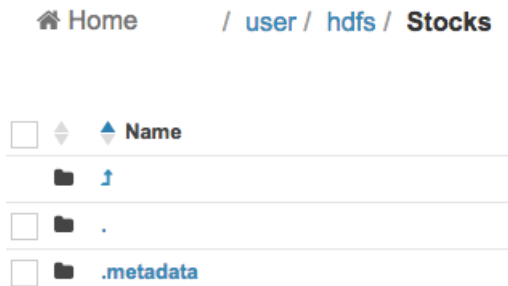 Home / user / hdfs / Stocks
Name
.
.metadata